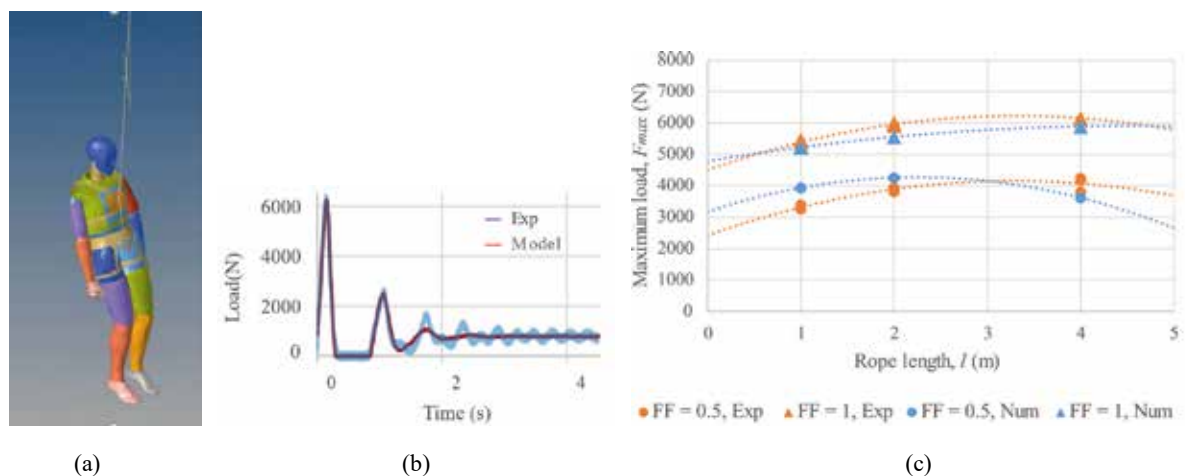 6000
4000
2000
0
Load(N)
Exp
Model
0
2
4
Time (s)
8000
7000
6000
5000
4000
3000
2000
1000
0
Maximum load, Fmax (N)
0
1
2
3
4
5
Rope length, l (m)
FF = 0.5, Exp
FF = 1, Exp
FF = 0.5, Num
FF = 1, Num
(a)
(b)
(c)